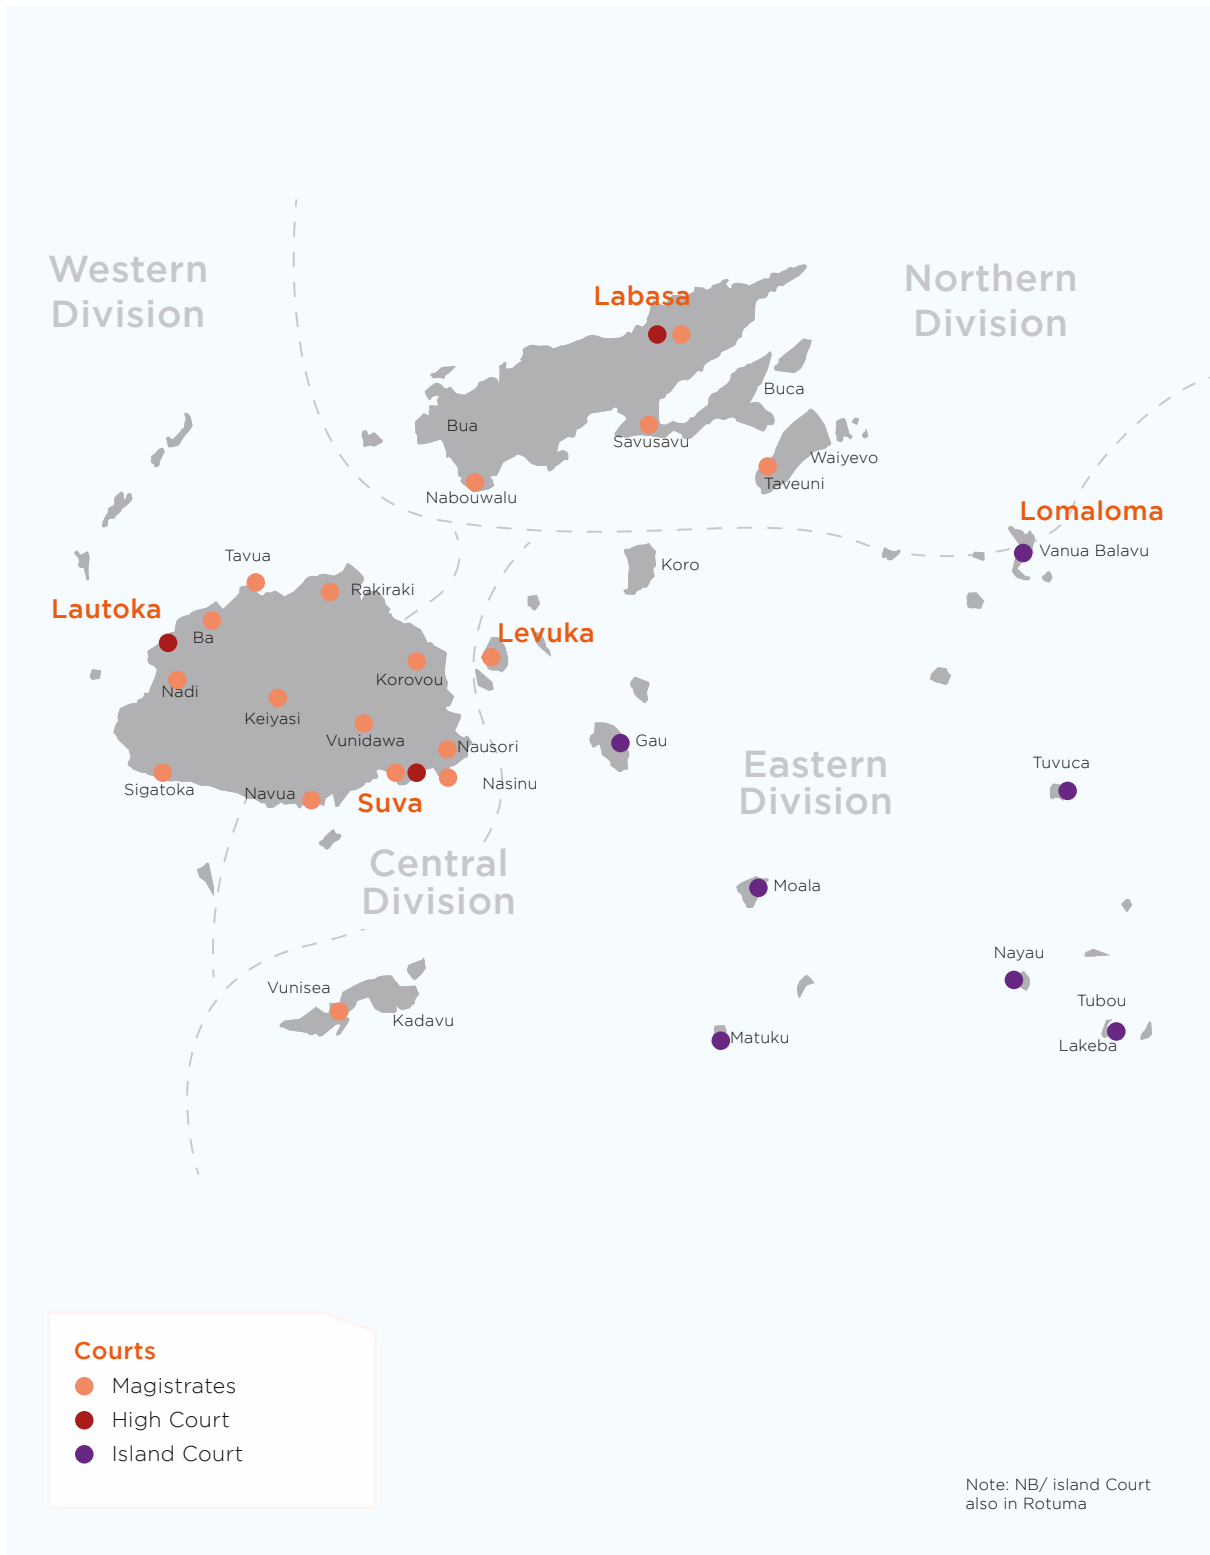 Western
Division
Northern
Division
Labasa
Buca
Bua
Savusavu
Waiyevo
Taveuni
Nabouwalu
Lomaloma
Vanua Balavu
Tavua
Koro
Rakiraki
Lautoka
Ba
Levuka
Korovou
Nadi
Keiyasi
Vunidawa
Nausori
Gau
Eastern
Division
Tuvuca
Sigatoka
Navua
Suva
Nasinu
Central
Division
Moala
Nayau
Vunisea
Kadavu
Matuku
Tubou
Lakeba
Courts
Magistrates
High Court
Island Court
Note: NB/ island Court
also in Rotuma